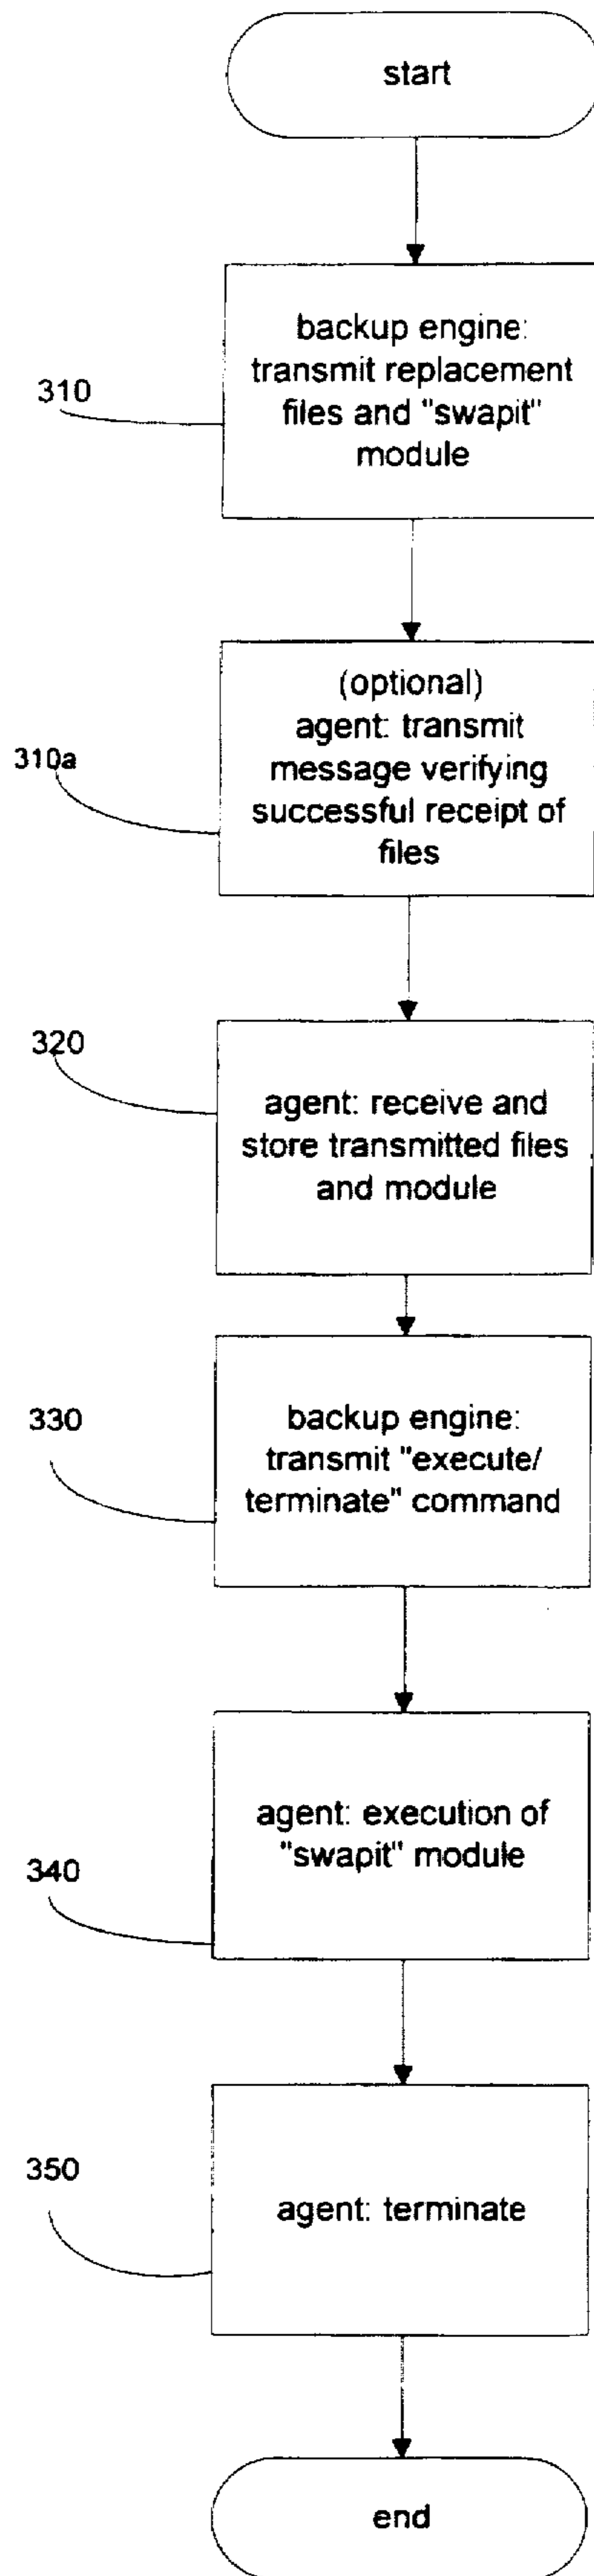 start
backup engine:
transmit replacement
files and "swapit"
module
310
(optional)
agent: transmit
message verifying
successful receipt of
files
310a
320
agent: receive and
store transmitted files
and module
330
backup engine:
transmit "execute/
terminate" command
agent: execution of
"swapit" module
340
350
agent: terminate
end